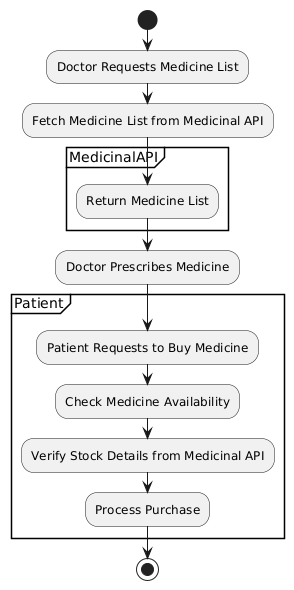 Doctor Requests Medicine List
Fetch Medicine List from Medicinal API
MedicinalAPI
Return Medicine List
Doctor Prescribes Medicine
Patient
Patient Requests to Buy Medicine
Check Medicine Availability
Verify Stock Details from Medicinal API
Process Purchase